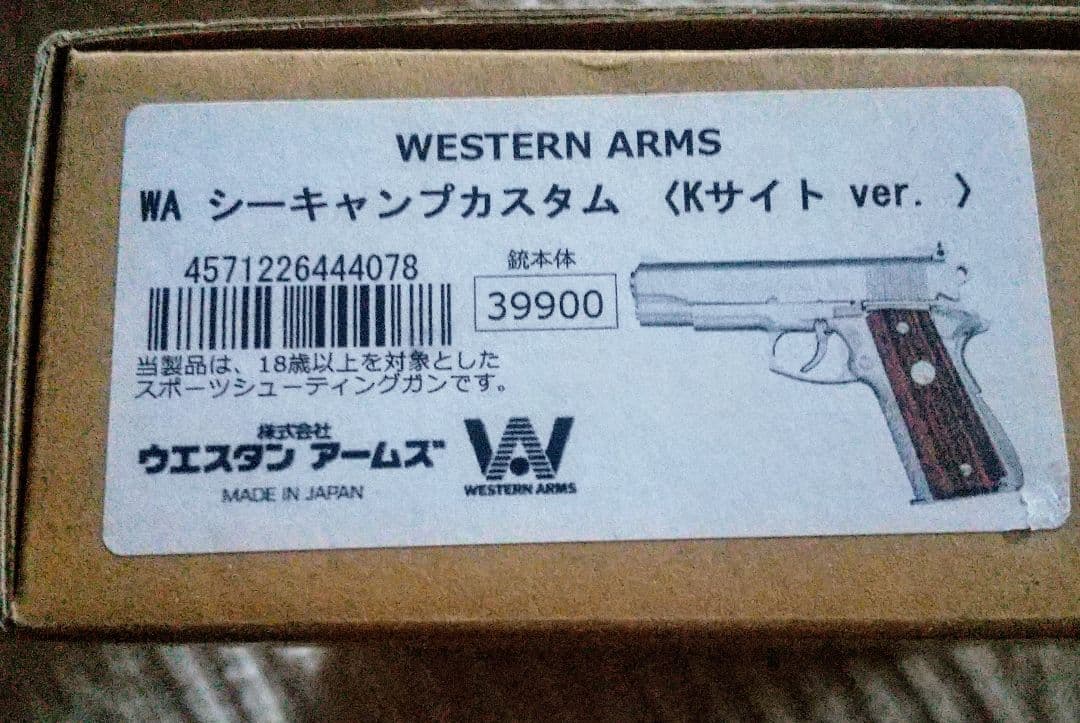 WESTERN ARMS
WA シーキャンプカスタム 〈Kサイト ver. 〉
4571226444078
銃本体
39900
当製品は、18歳以上を対象とした
スポーツシューティングガンです。
株式会社
ウエスタン アームズ
MADE IN JAPAN
WA
WESTERN ARMS